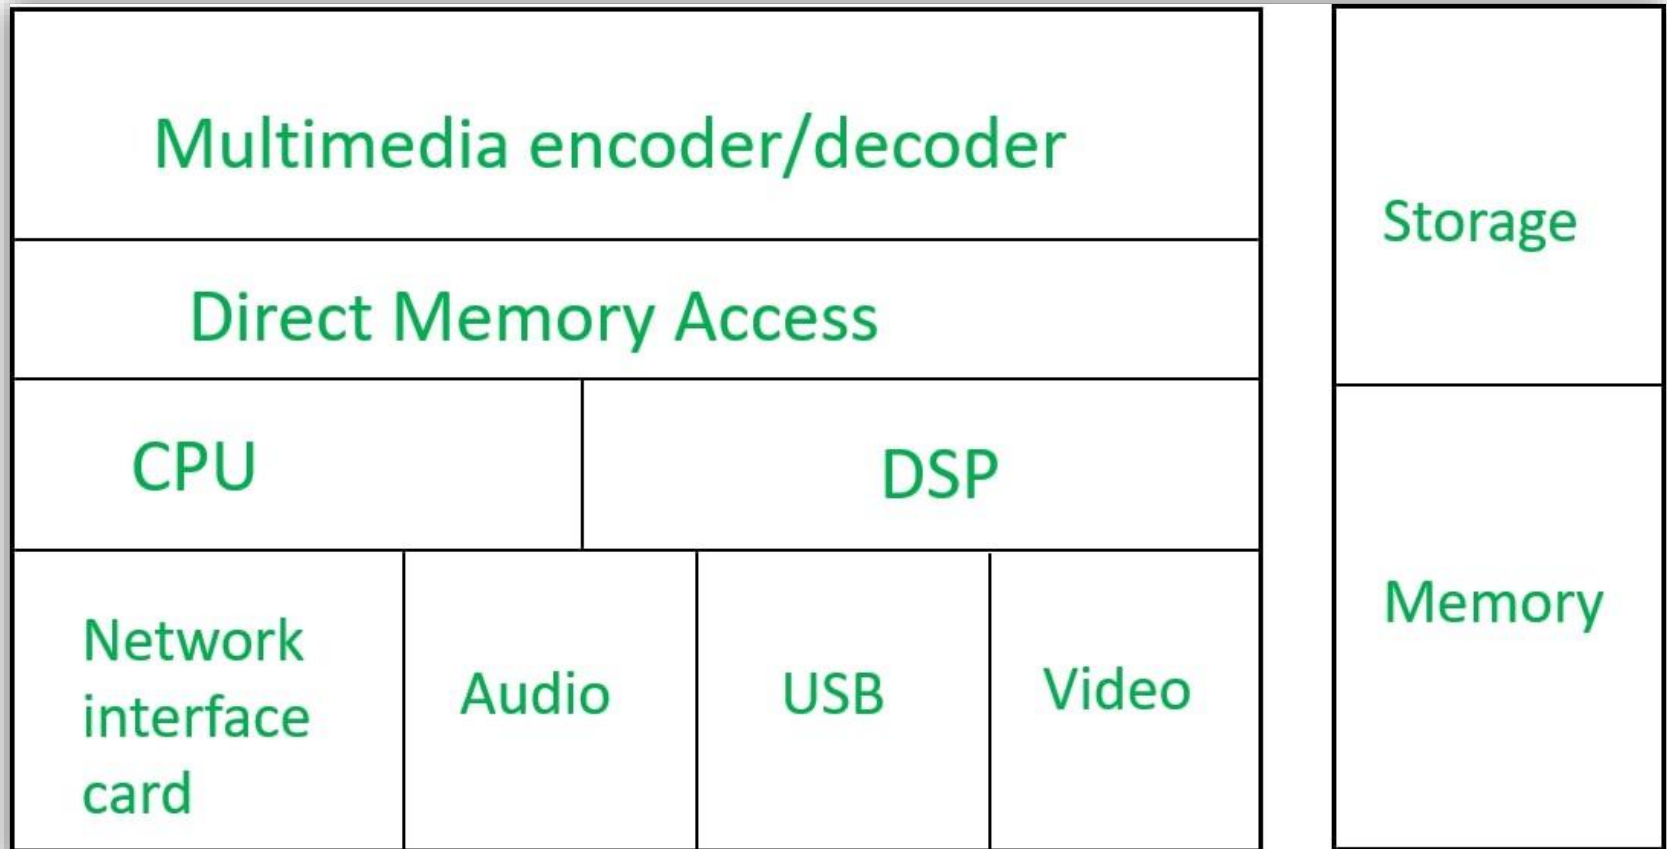 Multimedia encoder/decoder
Direct Memory Access
CPU
DSP
Network
interface
card
Audio
USB
Video
Storage
Memory